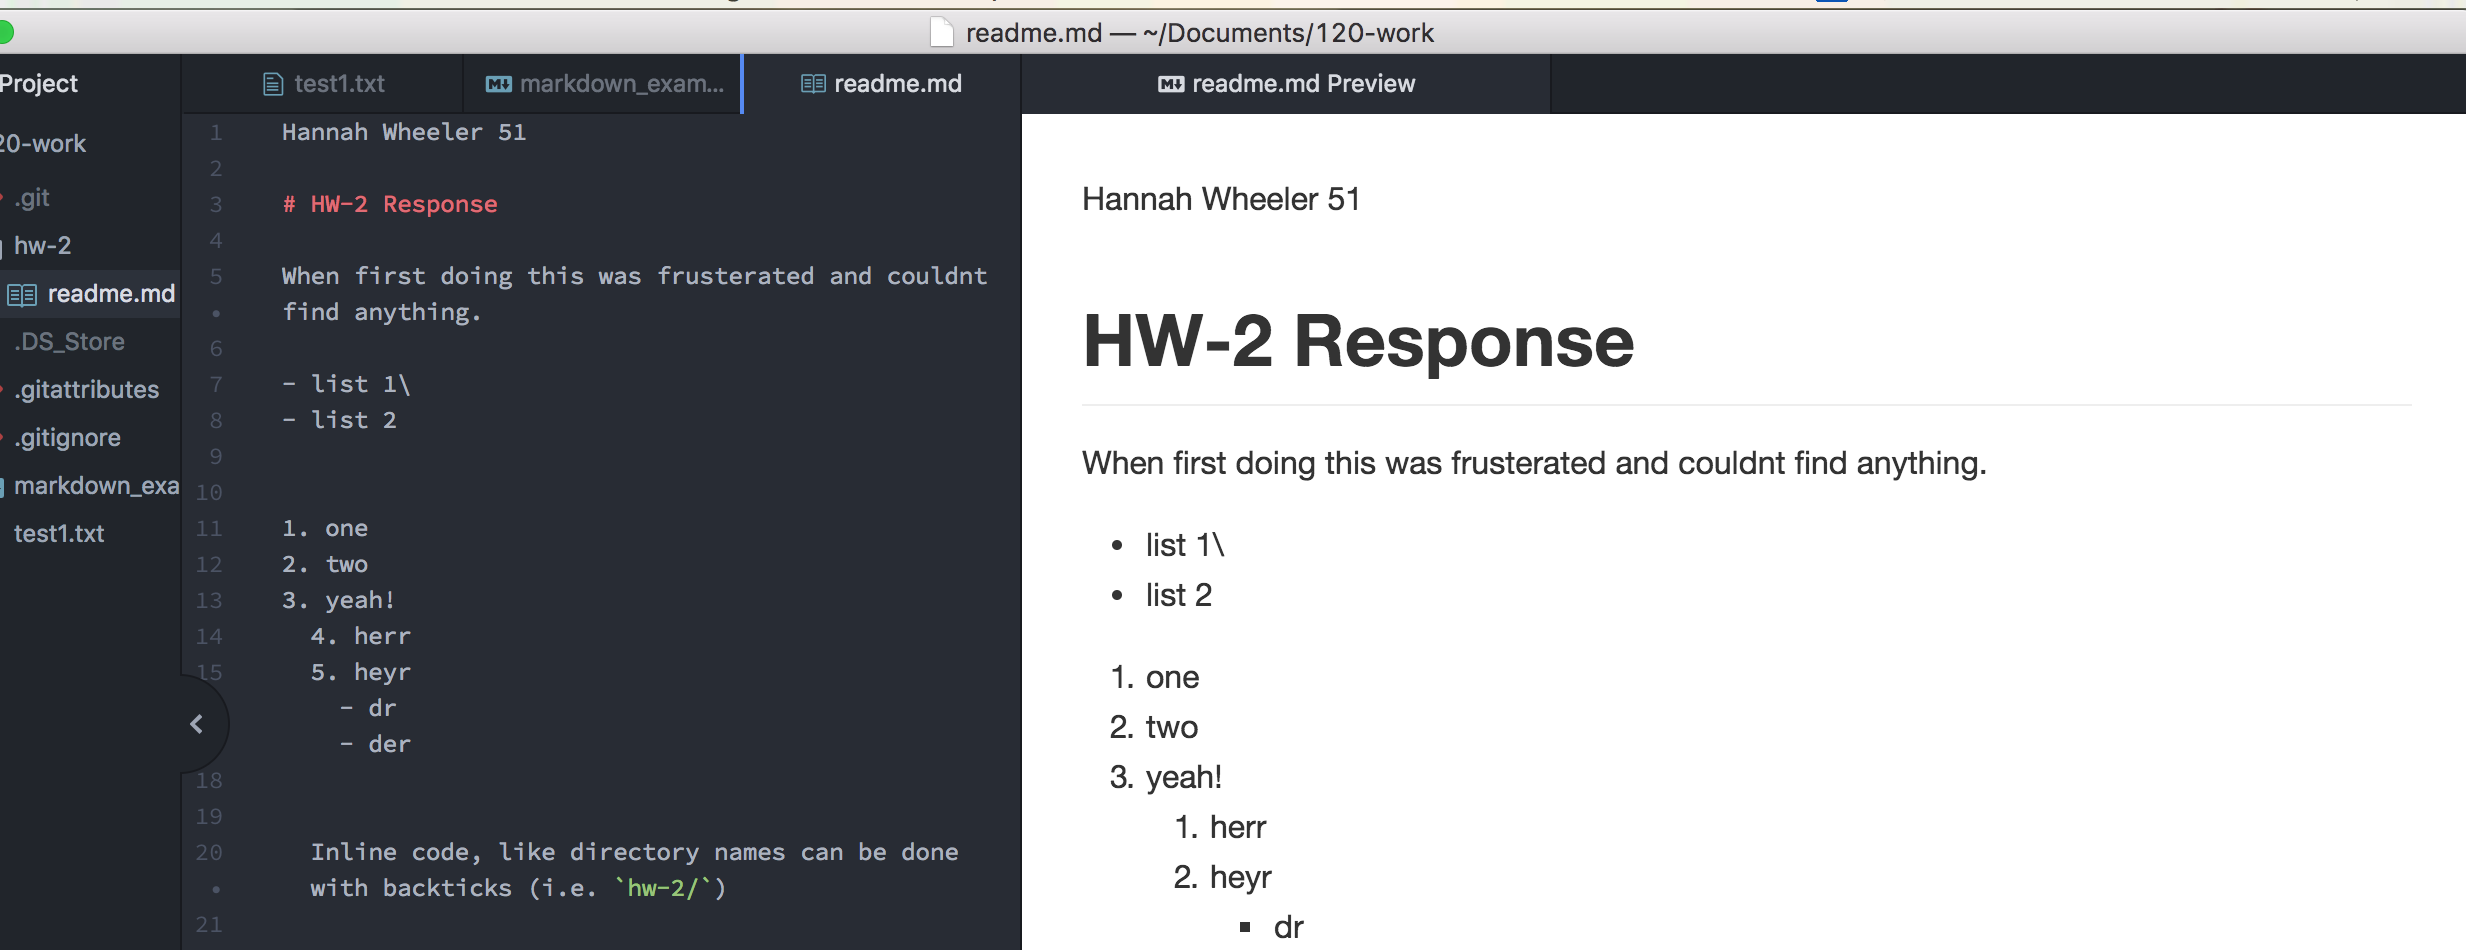 readme.md — ~/Documents/120-work
Project
test1.txt
markdown_exam...
readme.md
readme.md Preview
20-work
.git
hw-2
readme.md
.DS_Store
.gitattributes
.gitignore
markdown_exa
test1.txt
1 Hannah Wheeler 51
2
3 # HW-2 Response
4
5 When first doing this was frusterated and couldnt
• find anything.
6
7 - list 1\
8 - list 2
9
10
11 1. one
12 2. two
13 3. yeah!
14 4. herr
15 5. heyr
- dr
- der
18
19
20 Inline code, like directory names can be done
• with backticks (i.e. `hw-2/`)
21
Hannah Wheeler 51
HW-2 Response
When first doing this was frusterated and couldnt find anything.
• list 1\
• list 2
1. one
2. two
3. yeah!
1. herr
2. heyr
▪ dr